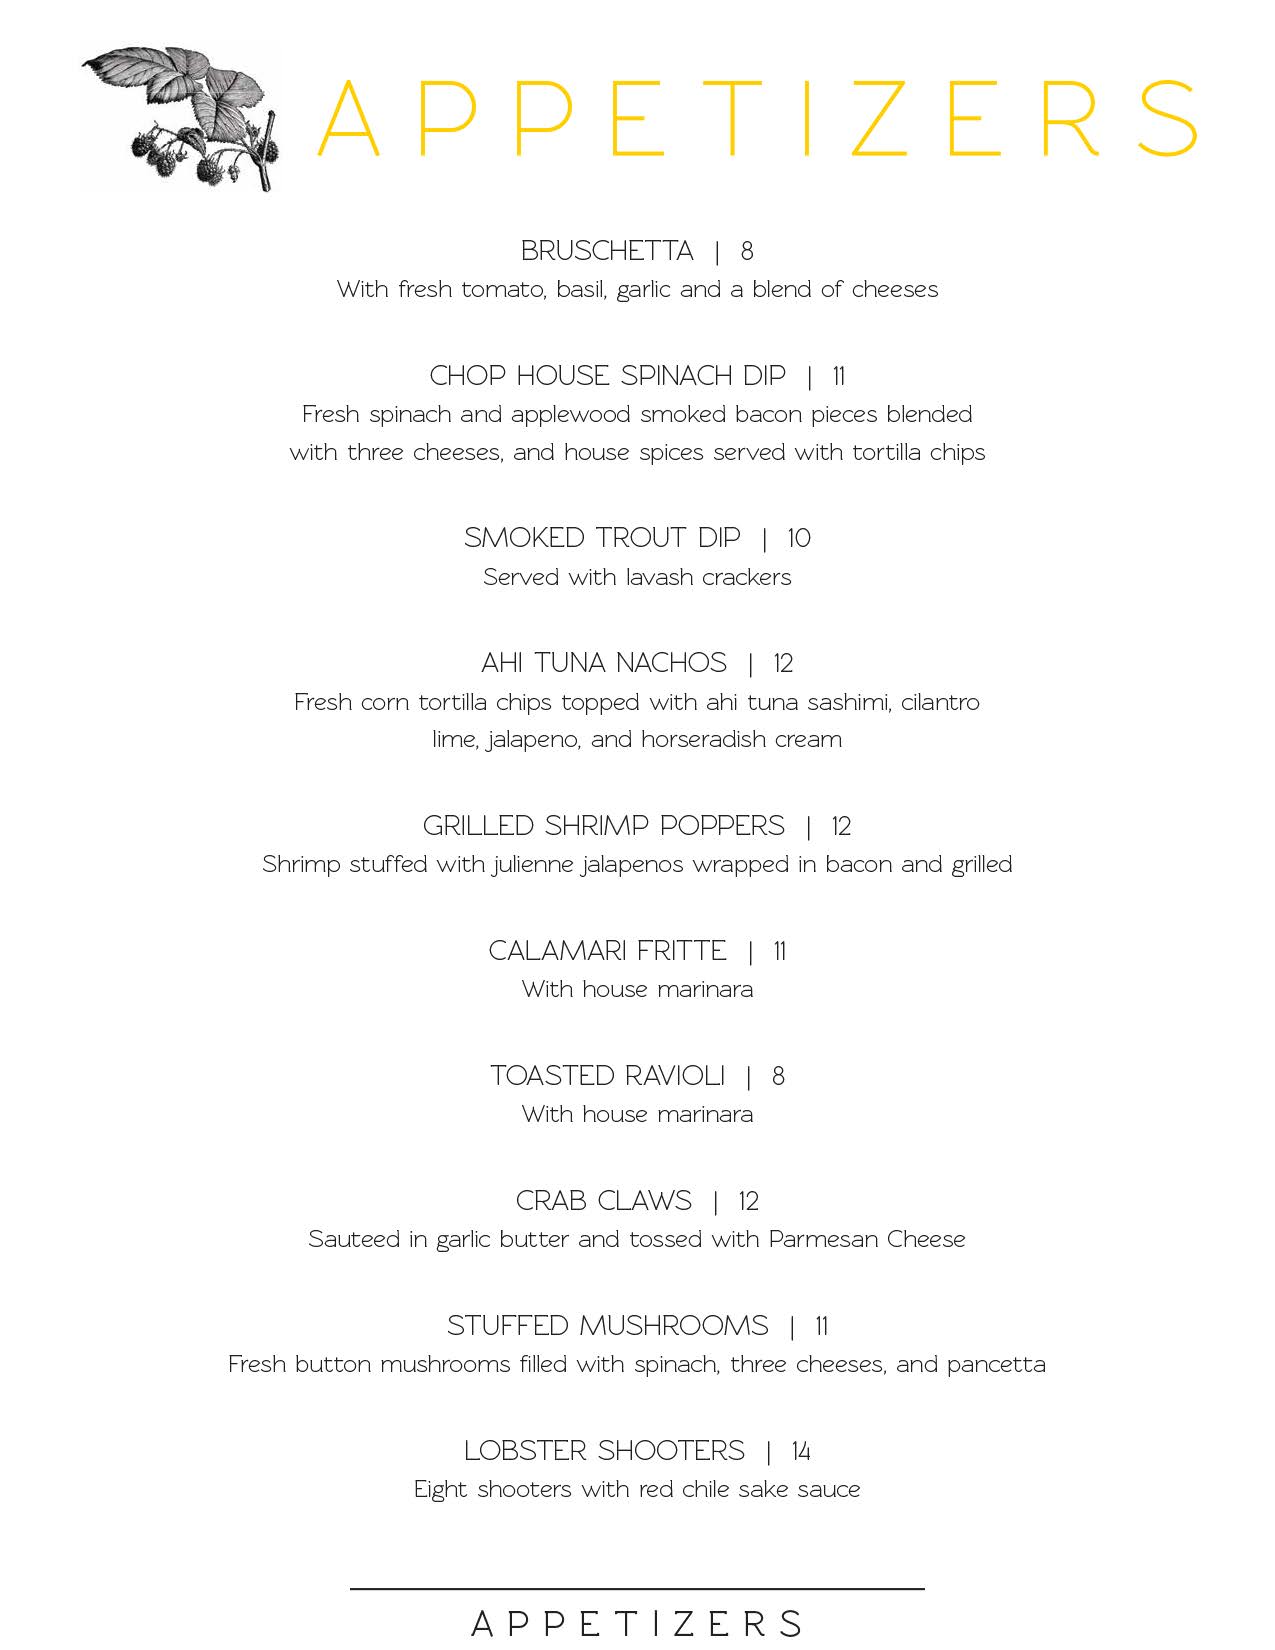 APPETIZERS
BRUSCHETTA | 8
With fresh tomato, basil, garlic and a blend of cheeses
CHOP HOUSE SPINACH DIP | 11
Fresh spinach and applewood smoked bacon pieces blended
with three cheeses, and house spices served with tortilla chips
SMOKED TROUT DIP | 10
Served with lavash crackers
AHI TUNA NACHOS | 12
Fresh corn tortilla chips topped with ahi tuna sashimi, cilantro
lime, jalapeno, and horseradish cream
GRILLED SHRIMP POPPERS | 12
Shrimp stuffed with julienne jalapenos wrapped in bacon and grilled
CALAMARI FRITTE | 11
With house marinara
TOASTED RAVIOLI | 8
With house marinara
CRAB CLAWS | 12
Sauteed in garlic butter and tossed with Parmesan Cheese
STUFFED MUSHROOMS | 11
Fresh button mushrooms filled with spinach, three cheeses, and pancetta
LOBSTER SHOOTERS | 14
Eight shooters with red chile sake sauce
APPETIZERS